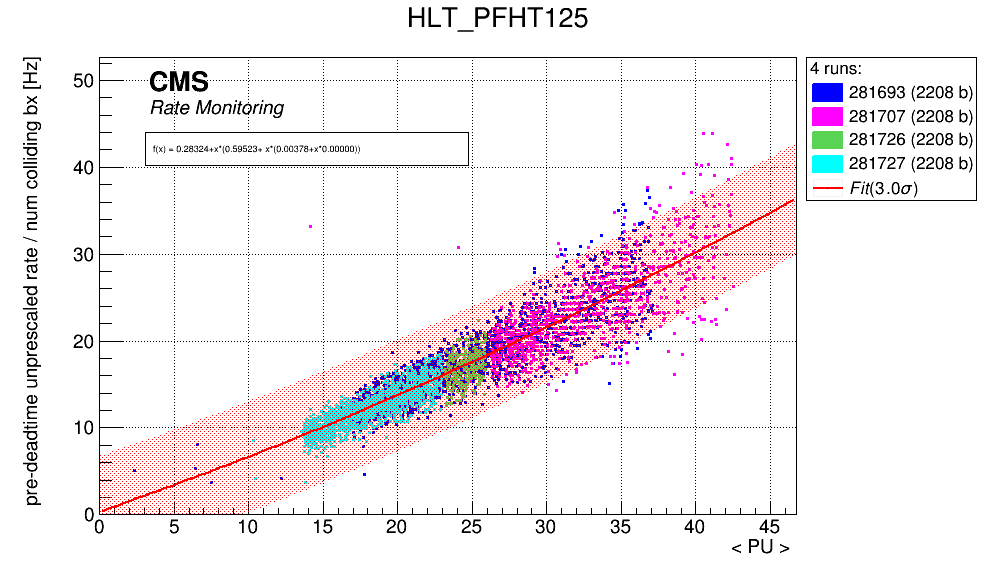 HLT_PFHT125
pre-deadtime unprescaled rate / num colliding bx [Hz]
CMS
Rate Monitoring
f(x) = 0.28324+x*(0.59523+ x*(0.00378+x*0.00000))
50
40
30
20
10
0
0 5 10 15 20 25 30 35 40 45
< PU >
4 runs:
281693 (2208 b)
281707 (2208 b)
281726 (2208 b)
281727 (2208 b)
Fit(3.0σ)